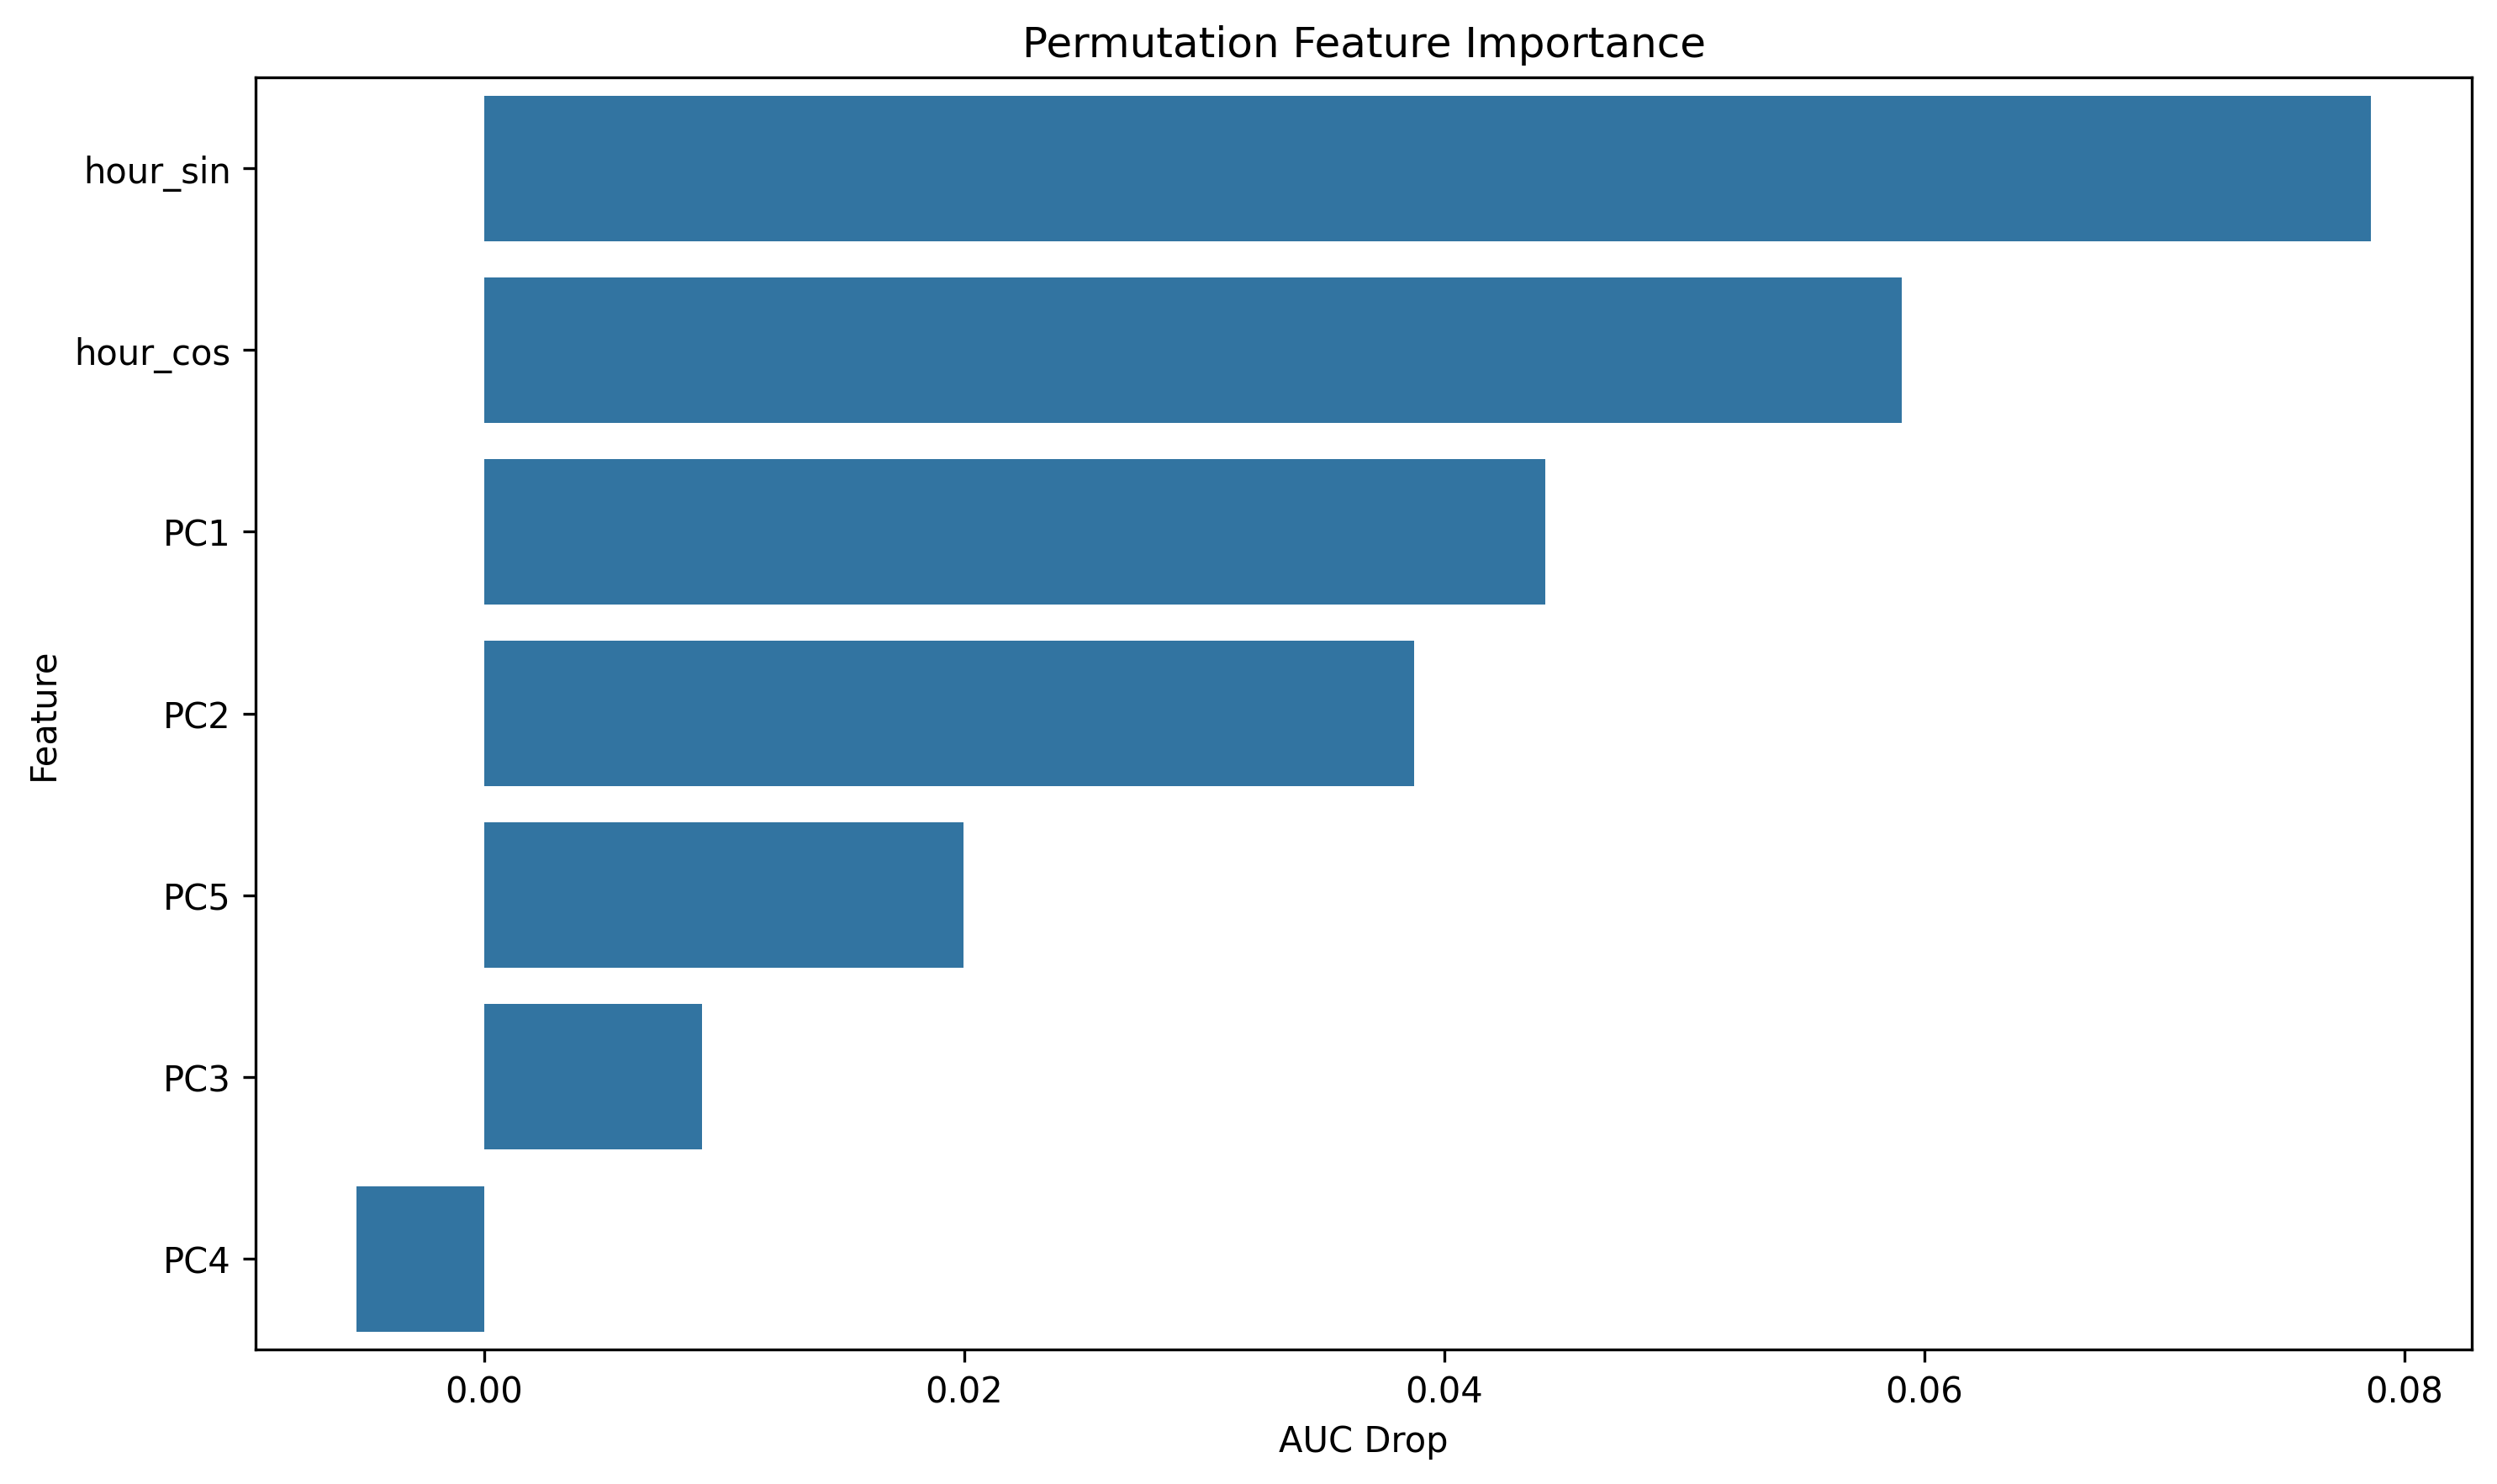 Permutation Feature Importance
hour_sin
hour_cos
PC1
PC2
PC5
PC3
PC4
Feature
0.00
0.02
0.04
0.06
0.08
AUC Drop